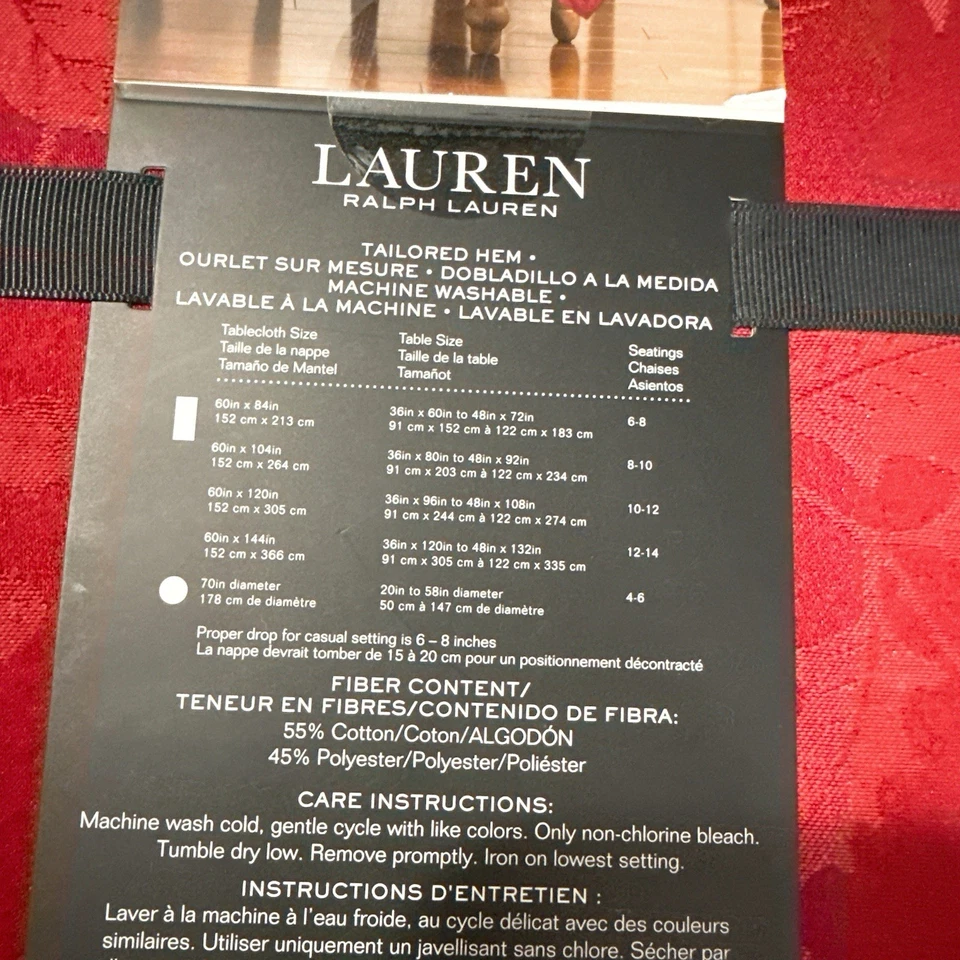 LAUREN
RALPH LAUREN
TAILORED HEM •
OURLET SUR MESURE • DOBLADILLO A LA MEDIDA
MACHINE WASHABLE •
LAVABLE À LA MACHINE • LAVABLE EN LAVADORA
Tablecloth Size Table Size Seatings
Taille de la nappe Taille de la table Chaises
Tamaño de Mantel Tamañot Asientos
60in x 84in 36in x 60in to 48in x 72in 6-8
152 cm x 213 cm 91 cm x 152 cm à 122 cm x 183 cm
60in x 104in 36in x 80in to 48in x 92in 8-10
152 cm x 264 cm 91 cm x 203 cm à 122 cm x 234 cm
60in x 120in 36in x 96in to 48in x 108in 10-12
152 cm x 305 cm 91 cm x 244 cm à 122 cm x 274 cm
60in x 144in 36in x 120in to 48in x 132in 12-14
152 cm x 366 cm 91 cm x 305 cm à 122 cm x 335 cm
70in diameter 20in to 58in diameter 4-6
178 cm de diamètre 50 cm à 147 cm de diamètre
Proper drop for casual setting is 6 – 8 inches
La nappe devrait tomber de 15 à 20 cm pour un positionnement décontracté
FIBER CONTENT/
TENEUR EN FIBRES/CONTENIDO DE FIBRA:
55% Cotton/Coton/ALGODÓN
45% Polyester/Polyester/Poliéster
CARE INSTRUCTIONS:
Machine wash cold, gentle cycle with like colors. Only non-chlorine bleach.
Tumble dry low. Remove promptly. Iron on lowest setting.
INSTRUCTIONS D'ENTRETIEN :
Laver à la machine à l'eau froide, au cycle délicat avec des couleurs
similaires. Utiliser uniquement un javellisant sans chlore. Sécher par